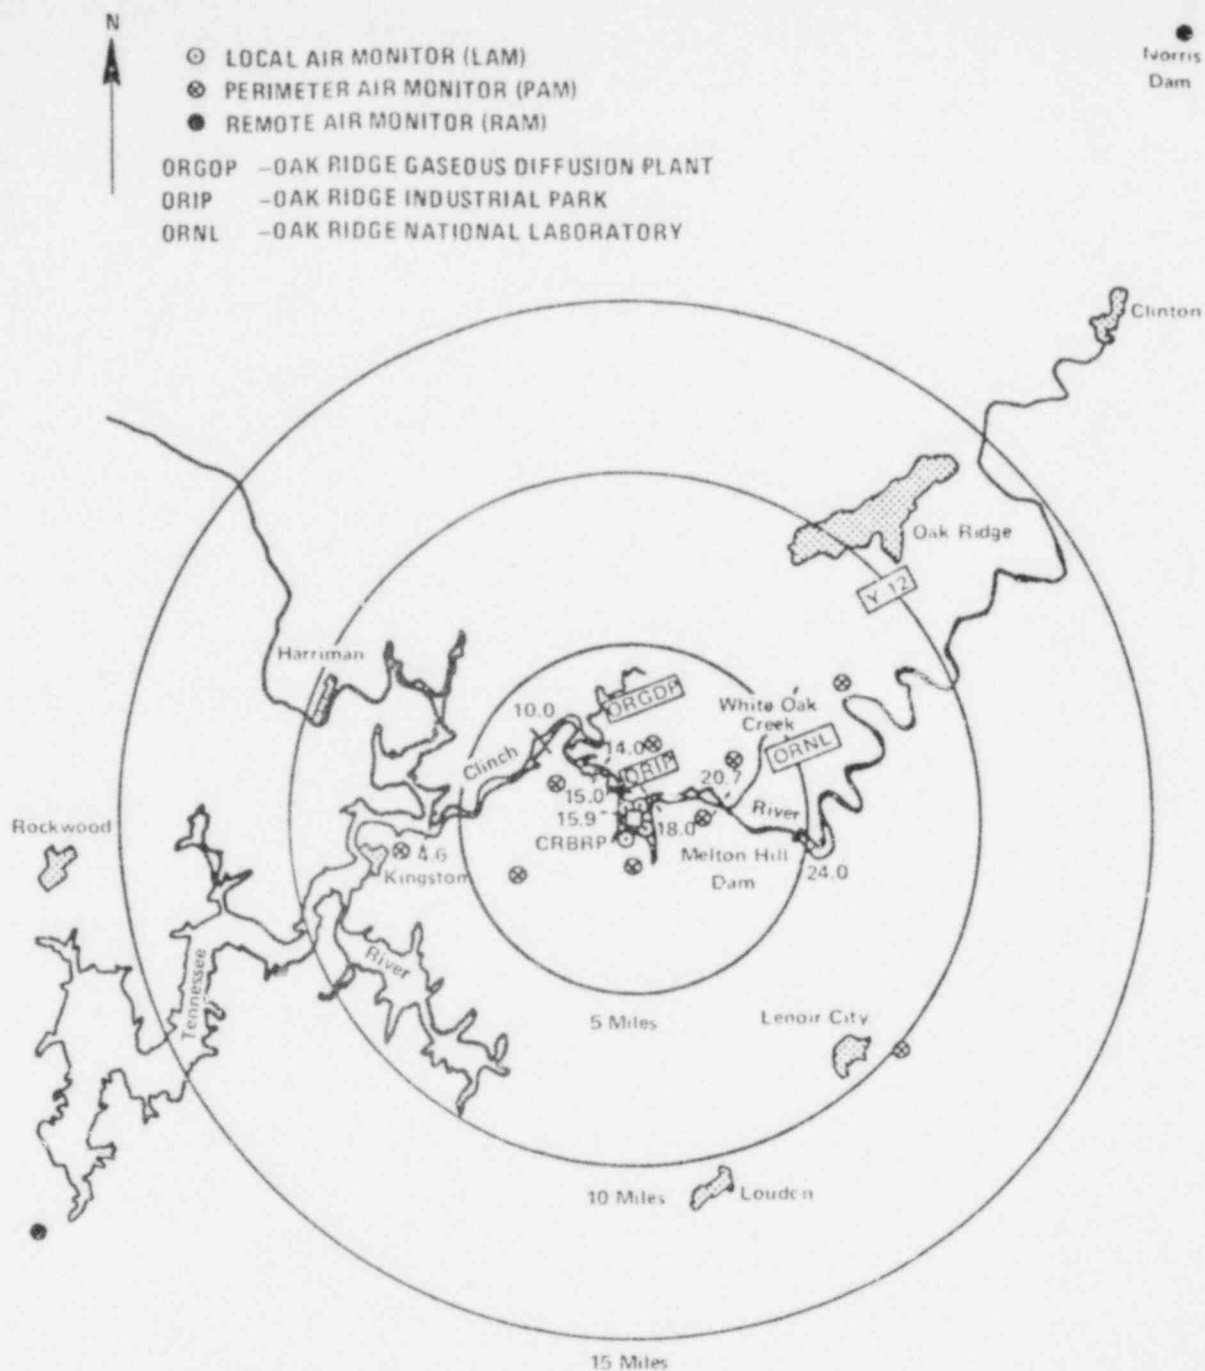 N
LOCAL AIR MONITOR (LAM)
PERIMETER AIR MONITOR (PAM)
REMOTE AIR MONITOR (RAM)
ORGOP –OAK RIDGE GASEOUS DIFFUSION PLANT
ORIP –OAK RIDGE INDUSTRIAL PARK
ORNL –OAK RIDGE NATIONAL LABORATORY
Norris
Dam
Clinton
Oak Ridge
Y-12
Harriman
10.0
ORGDP
White Oak
Creek
ORNL
Clinch
14.0
ORIP
20.7
15.0
River
15.9
18.0
CRBRP
Melton Hill
Dam
24.0
Rockwood
4.6
Kingston
River
Tennessee
5 Miles
Lenoir City
10 Miles
Loudon
15 Miles